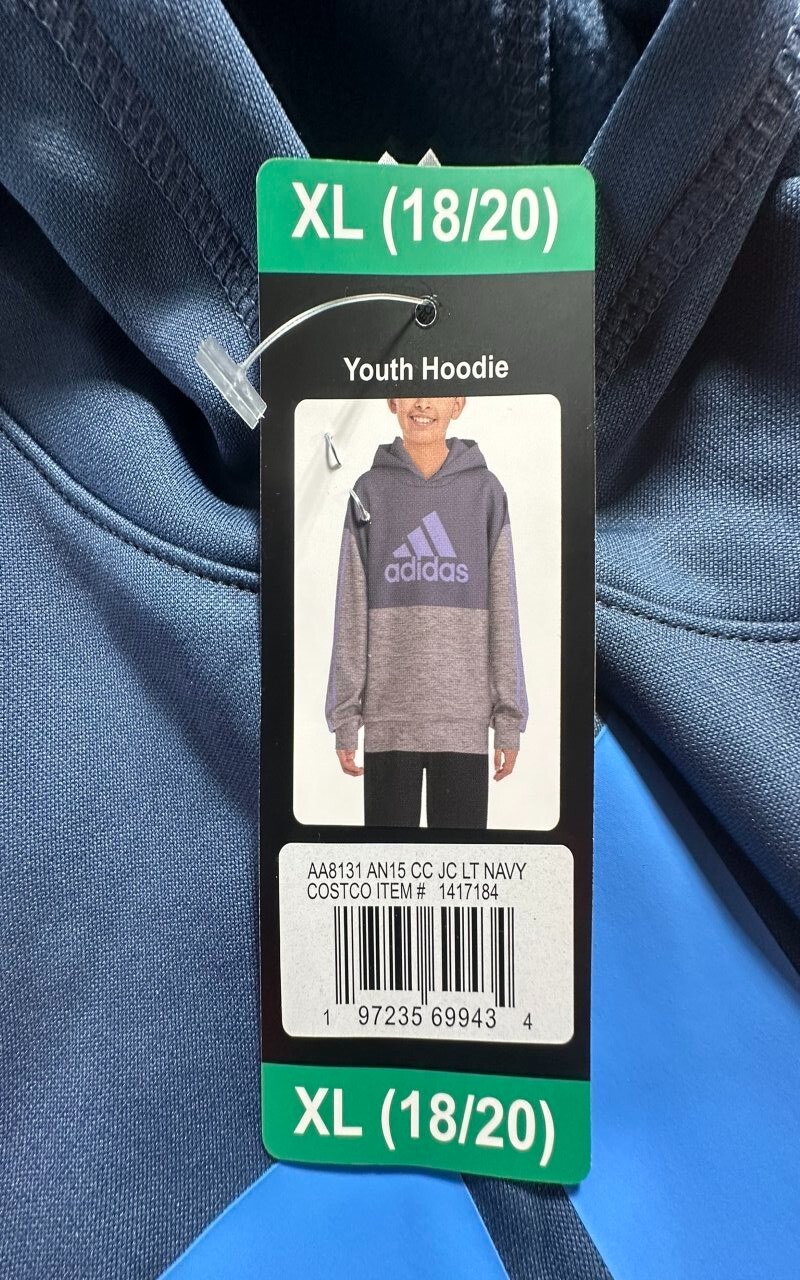 XL (18/20)
Youth Hoodie
adidas
AA8131 AN15 CC JC LT NAVY
COSTCO ITEM # 1417184
1 97235 69943 4
XL (18/20)